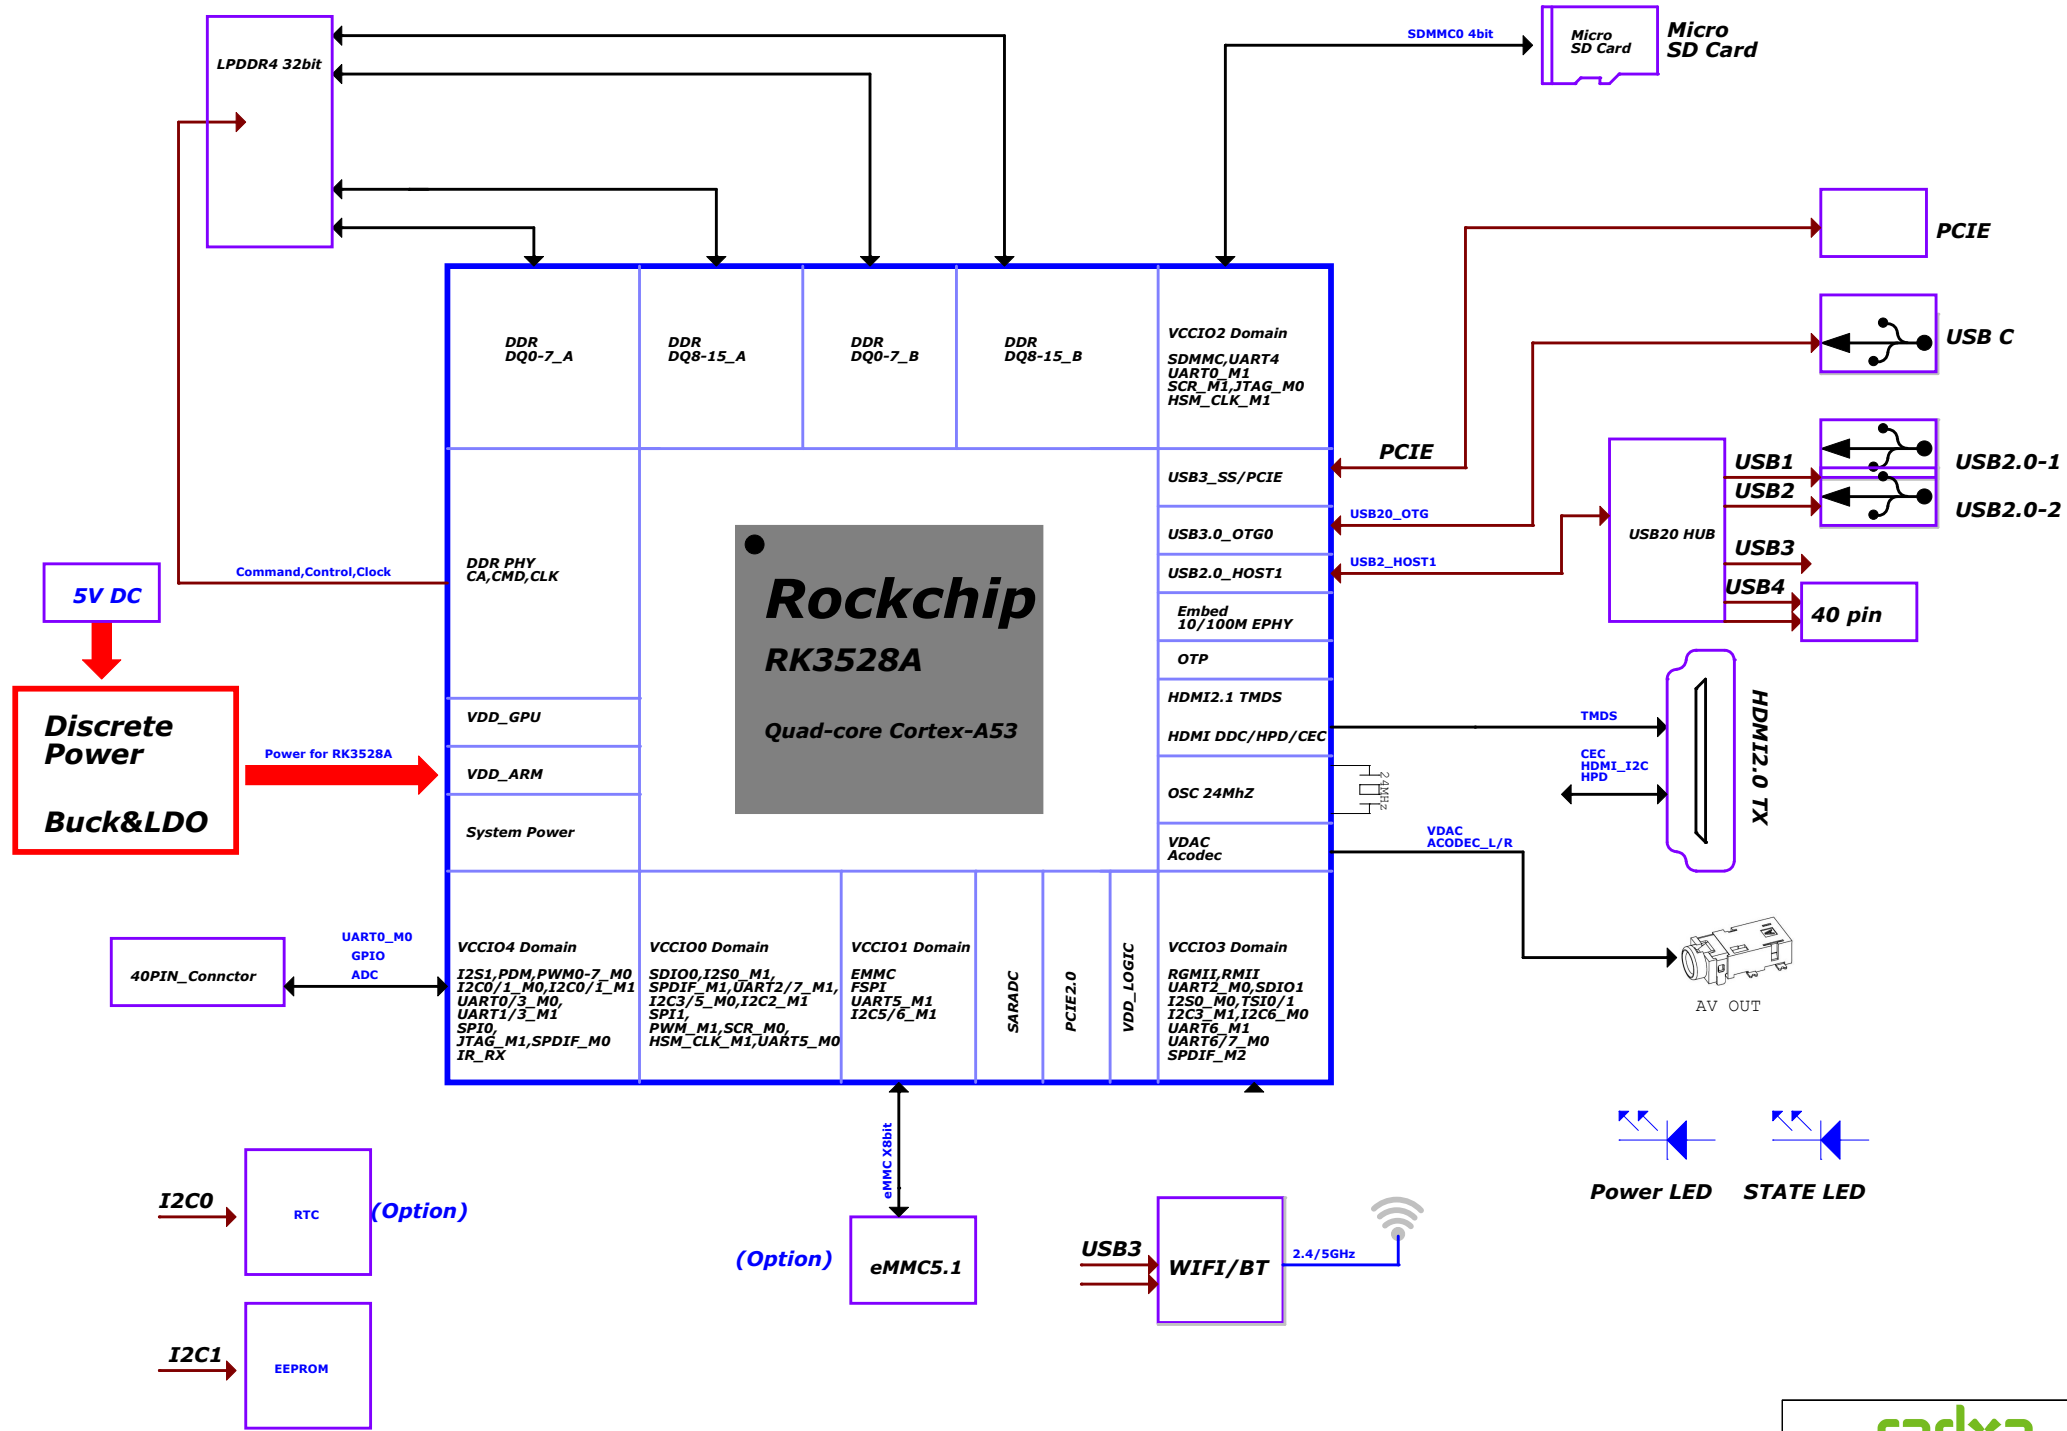 LPDDR4 32bit
SDMMC0 4bit
Micro
SD Card
Micro
SD Card
PCIE
USB C
USB2.0-1
USB2.0-2
USB1
USB2
USB3
USB4
USB20 HUB
40 pin
PCIE
USB20_OTG
USB2_HOST1
DDR
DQ0-7_A
DDR
DQ8-15_A
DDR
DQ0-7_B
DDR
DQ8-15_B
VCCIO2 Domain
SDMMC,UART4
UART0_M1
SCR_M1,JTAG_M0
HSM_CLK_M1
USB3_SS/PCIE
USB3.0_OTG0
USB2.0_HOST1
Embed
10/100M EPHY
OTP
HDMI2.1 TMDS
HDMI DDC/HPD/CEC
OSC 24MhZ
VDAC
Acodec
24MHz
TMDS
CEC
HDMI_I2C
HPD
HDMI2.0 TX
VDAC
ACODEC_L/R
AV OUT
Command,Control,Clock
DDR PHY
CA,CMD,CLK
Rockchip
RK3528A
Quad-core Cortex-A53
5V DC
Discrete
Power
Buck&LDO
Power for RK3528A
VDD_GPU
VDD_ARM
System Power
40PIN_Connctor
UART0_M0
GPIO
ADC
VCCIO4 Domain
I2S1,PDM,PWM0-7_M0
I2C0/1_M0,I2C0/1_M1
UART0/3_M0,
UART1/3_M1
SPI0,
JTAG_M1,SPDIF_M0
IR_RX
VCCIO0 Domain
SDIO0,I2S0_M1,
SPDIF_M1,UART2/7_M1,
I2C3/5_M0,I2C2_M1
SPI1,
PWM_M1,SCR_M0,
HSM_CLK_M1,UART5_M0
VCCIO1 Domain
EMMC
FSPI
UART5_M1
I2C5/6_M1
SARADC
PCIE2.0
VDD_LOGIC
VCCIO3 Domain
RGMII,RMII
UART2_M0,SDIO1
I2S0_M0,TSI0/1
I2C3_M1,I2C6_M0
UART6_M1
UART6/7_M0
SPDIF_M2
eMMC X8bit
(Option)
eMMC5.1
I2C0
RTC
(Option)
I2C1
EEPROM
USB3
WIFI/BT
2.4/5GHz
Power LED
STATE LED
radxa